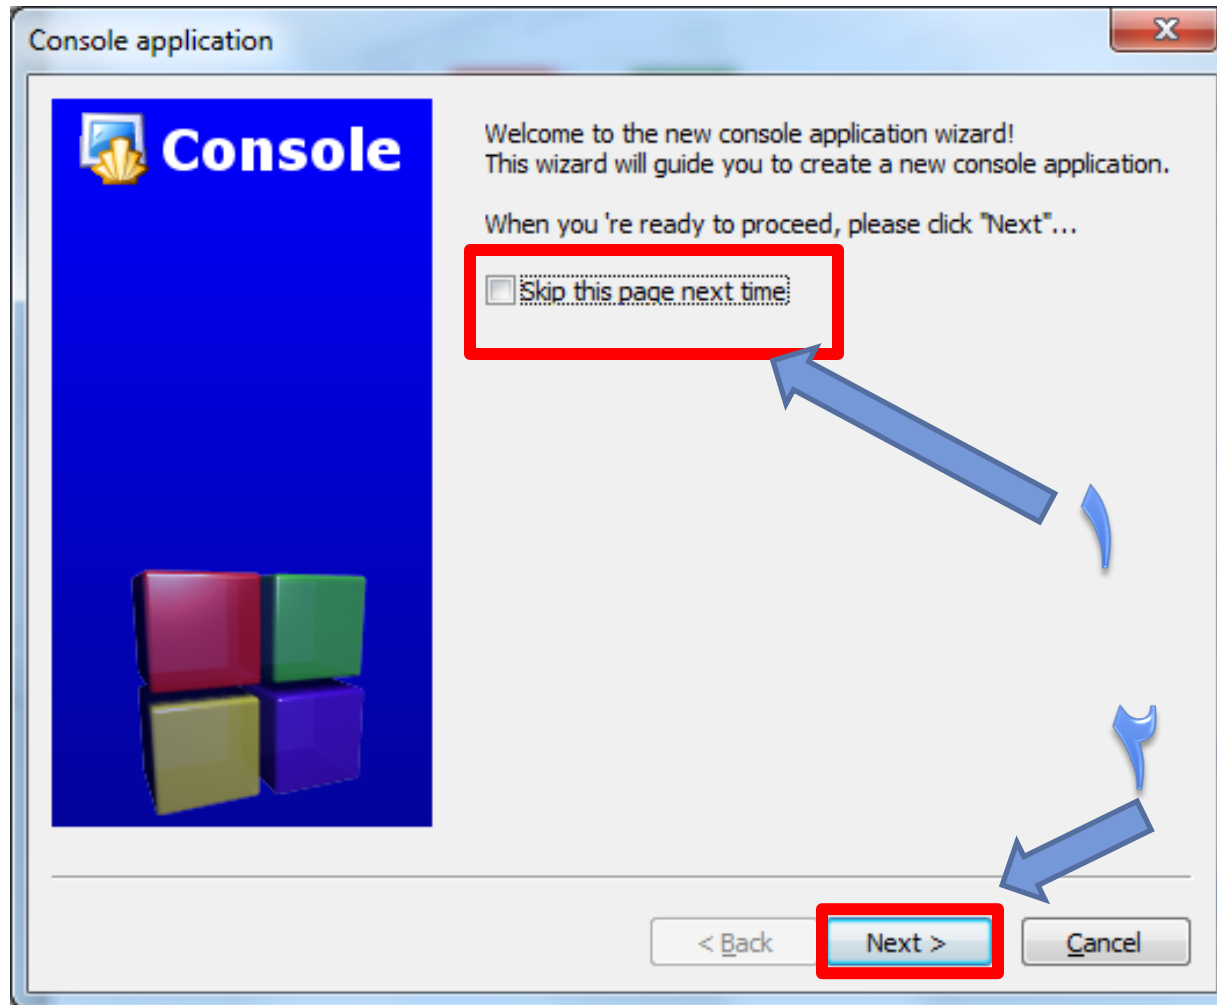 Console application
Console
Welcome to the new console application wizard!
This wizard will guide you to create a new console application.
When you 're ready to proceed, please click "Next"...
Skip this page next time
١
٢
< Back
Next >
Cancel